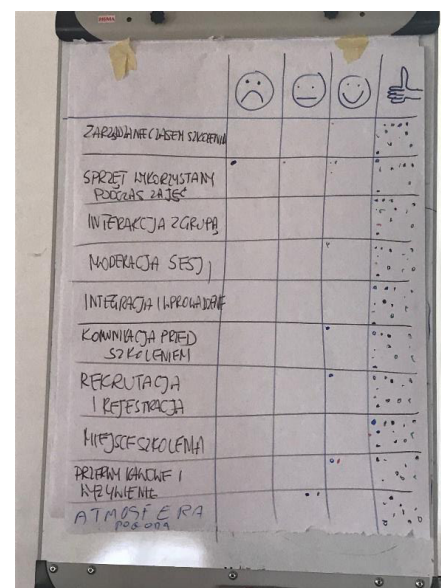 ZARZĄDZANIE CZASEM SZKOLENIA
SPRZĘT WYKORZYSTANY
PODCZAS ZAJĘĆ
INTERAKCJA Z GRUPĄ
MODERACJA SESJI
INTEGRACJA I WPROWADZENIE
KOMUNIKACJA PRZED
SZKOLENIEM
REKRUTACJA
I REJESTRACJA
MIEJSCE SZKOLENIA
PRZERWY KAWOWE I
WYŻYWIENIE
ATMOSFERA
POGODA